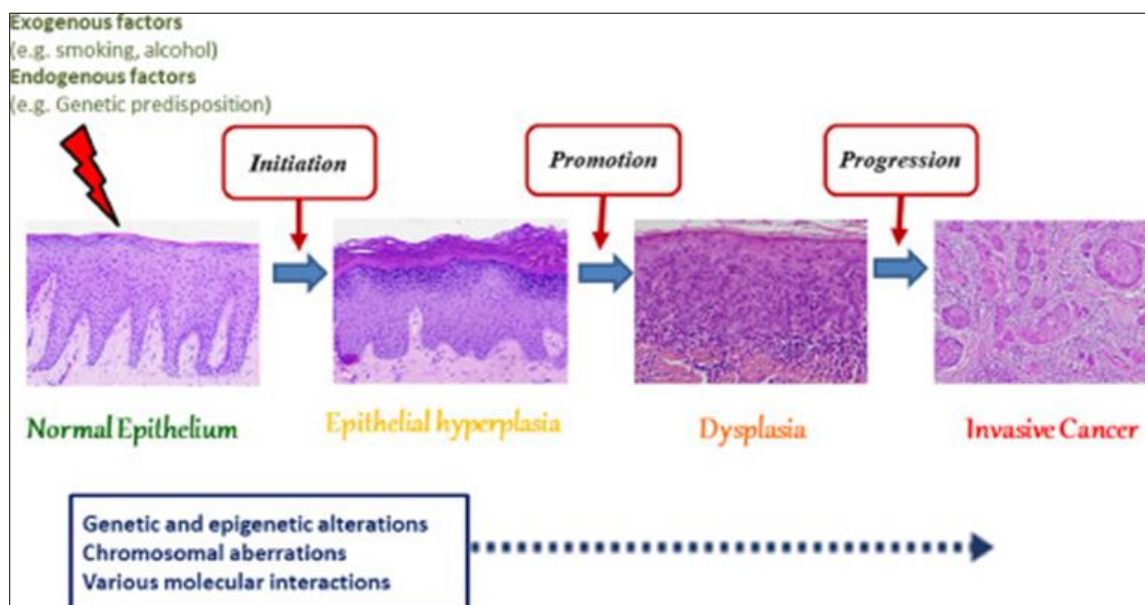 Exogenous factors
(e.g. smoking, alcohol)
Endogenous factors
(e.g. Genetic predisposition)
Initiation
Promotion
Progression
Normal Epithelium
Epithelial hyperplasia
Dysplasia
Invasive Cancer
Genetic and epigenetic alterations
Chromosomal aberrations
Various molecular interactions